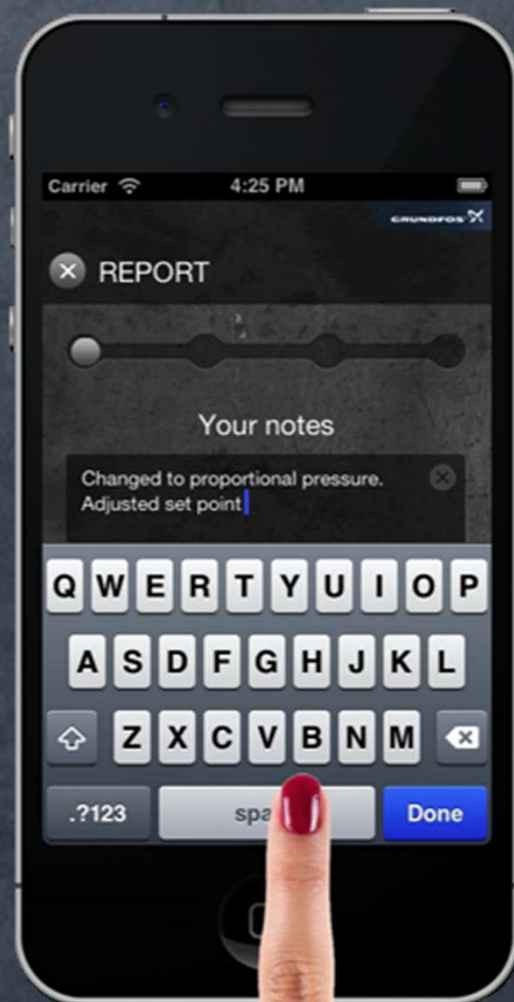 Carrier 4:25 PM
GRUNDFOS
REPORT
Your notes
Changed to proportional pressure.
Adjusted set point
Q W E R T Y U I O P
A S D F G H J K L
Z X C V B N M
.?123 Done